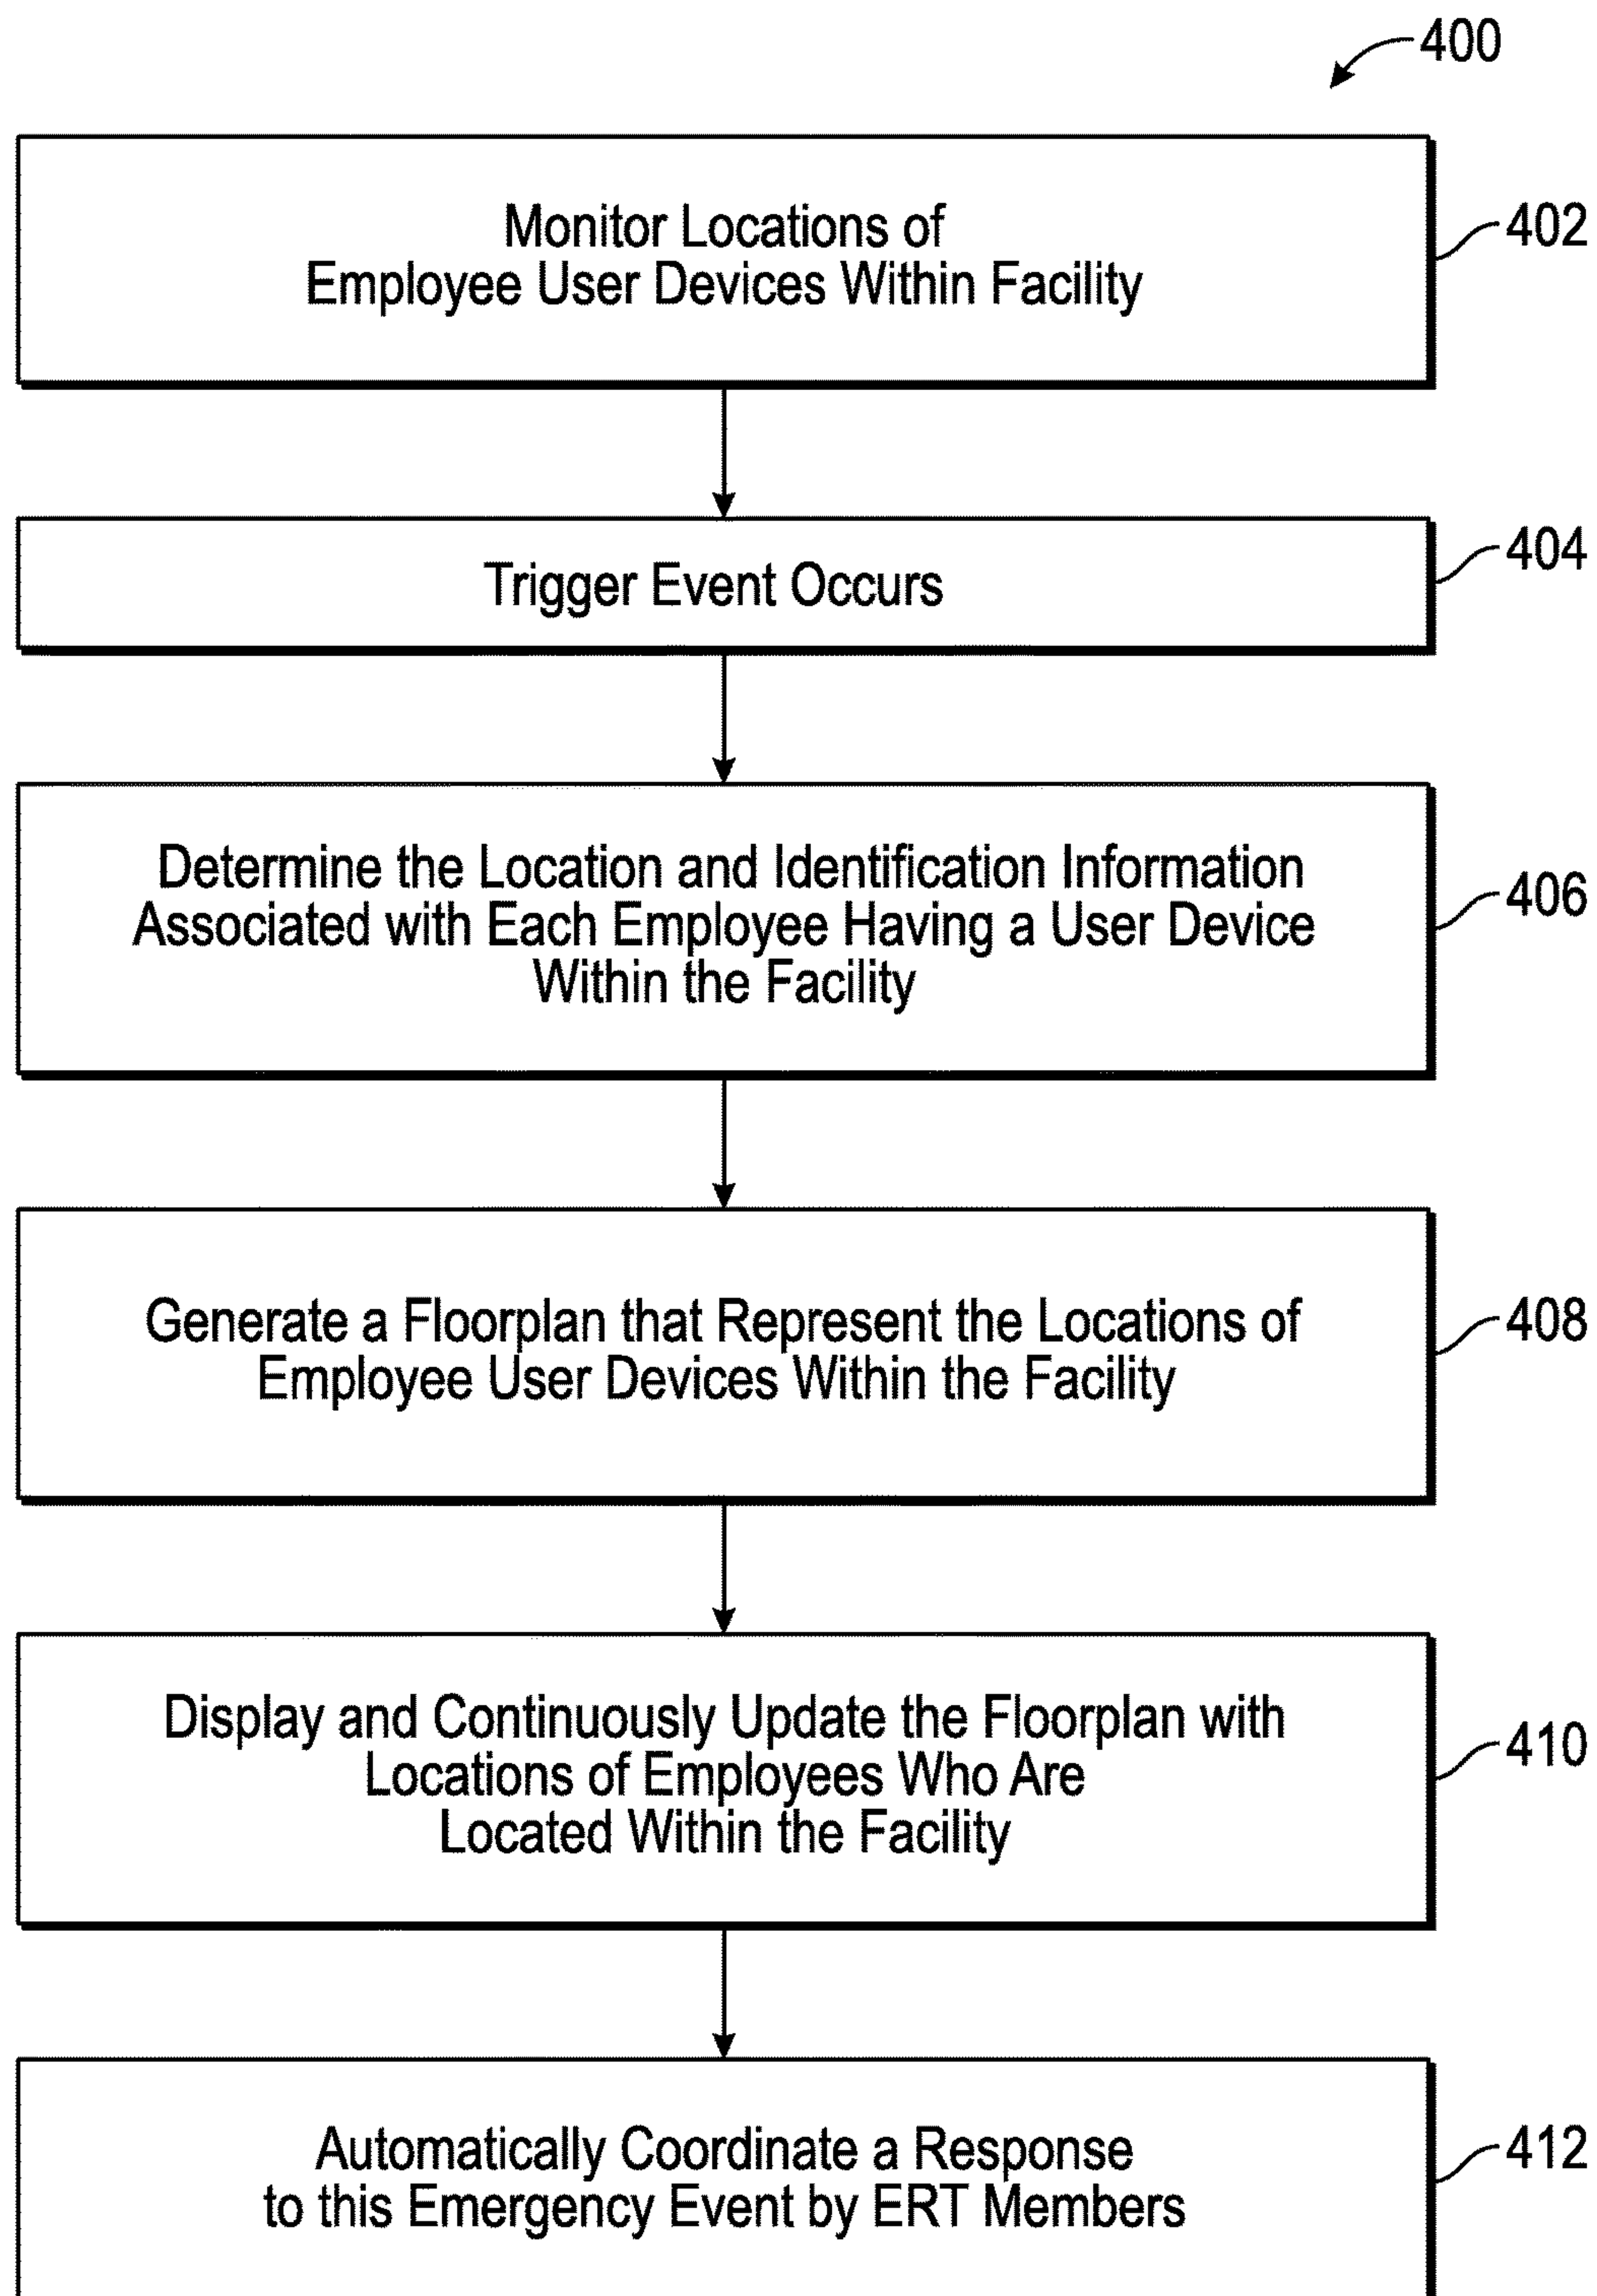 400
Monitor Locations of
Employee User Devices Within Facility
402
Trigger Event Occurs
404
Determine the Location and Identification Information
Associated with Each Employee Having a User Device
Within the Facility
406
Generate a Floorplan that Represent the Locations of
Employee User Devices Within the Facility
408
Display and Continuously Update the Floorplan with
Locations of Employees Who Are
Located Within the Facility
410
Automatically Coordinate a Response
to this Emergency Event by ERT Members
412